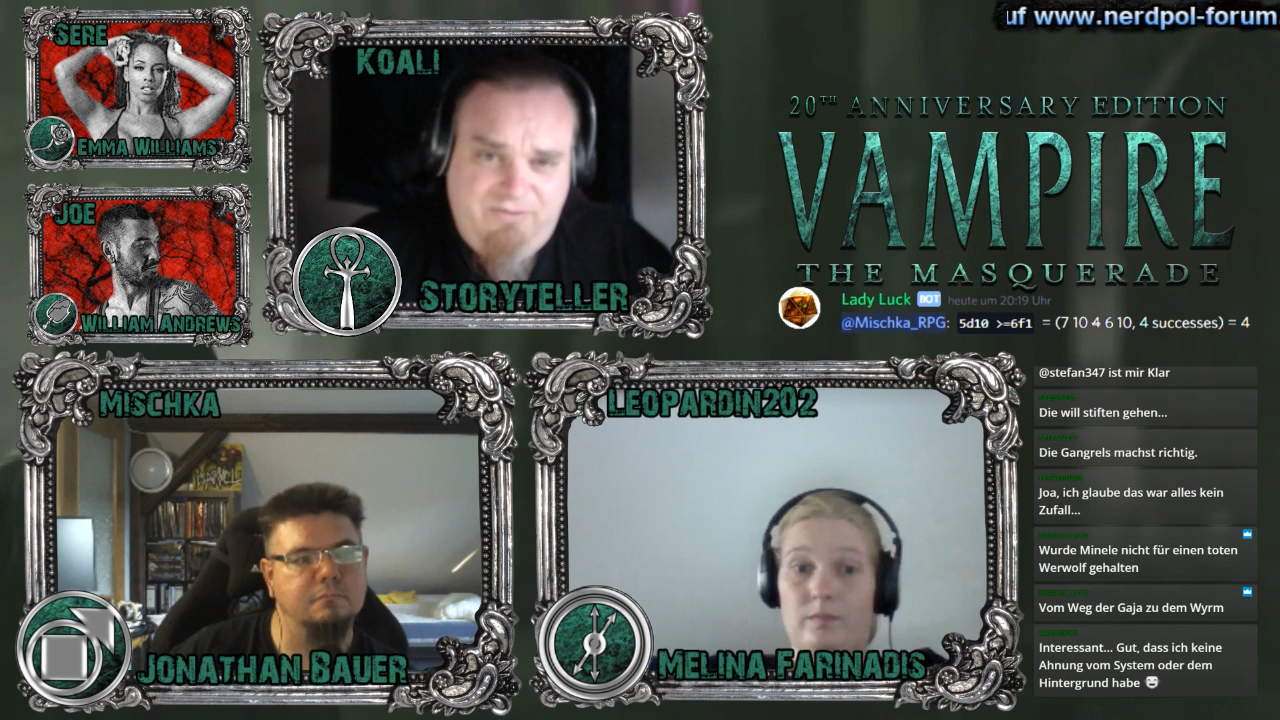 uf www.nerdpol-forum
SERE
EMMA WILLIAMS
JOE
WILLIAM ANDREWS
KOALI
STORYTELLER
20TH ANNIVERSARY EDITION
VAMPIRE
THE MASQUERADE
Lady Luck BOT heute um 20:19 Uhr
@Mischka_RPG: 5d10 >=6f1 = (7 10 4 6 10, 4 successes) = 4
MISCHKA
JONATHAN BAUER
LEOPARDIN202
MELINA FARINADIS
@stefan347 ist mir Klar
Die will stiften gehen...
Die Gangrels machst richtig.
Joa, ich glaube das war alles kein
Zufall...
Wurde Minele nicht für einen toten
Werwolf gehalten
Vom Weg der Gaja zu dem Wyrm
Interessant... Gut, dass ich keine
Ahnung vom System oder dem
Hintergrund habe